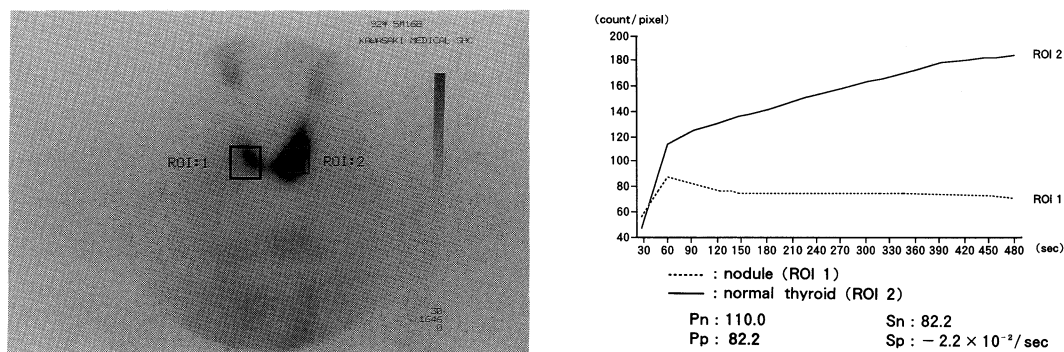 KAWASAKI MEDICAL
ROI:1
ROI:2
(count/pixel)
200
180
160
140
120
100
80
60
40
ROI 2
ROI 1
30 60 90 120 150 180 210 240 270 300 330 360 390 420 450 480 (sec)
: nodule (ROI 1)
: normal thyroid (ROI 2)
Pn : 110.0
Pp : 82.2
Sn : 82.2
Sp : − 2.2 × 10⁻²/sec